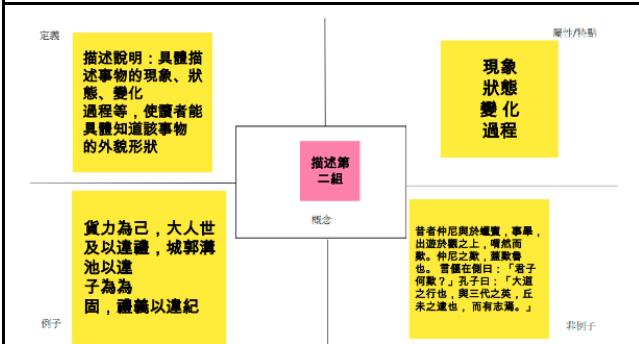 定義
描述說明：具體描
述事物的現象、狀
態、變化
過程等，使讀者能
具體知道該事物
的外貌形狀
屬性/特點
現象
狀態
變 化
過程
描述第
二組
概念
貨力為己，大人世
及以違禮，城郭溝
池以違
子為為
固，禮義以違紀
例子
昔者仲尼與於蠟賓，事畢，
出遊於觀之上，喟然而
歎。仲尼之歎，蓋歎魯
也。 言偃在側曰：「君子
何歎？」孔子曰：「大道
之行也，與三代之英，丘
未之逮也， 而有志焉。」
非例子